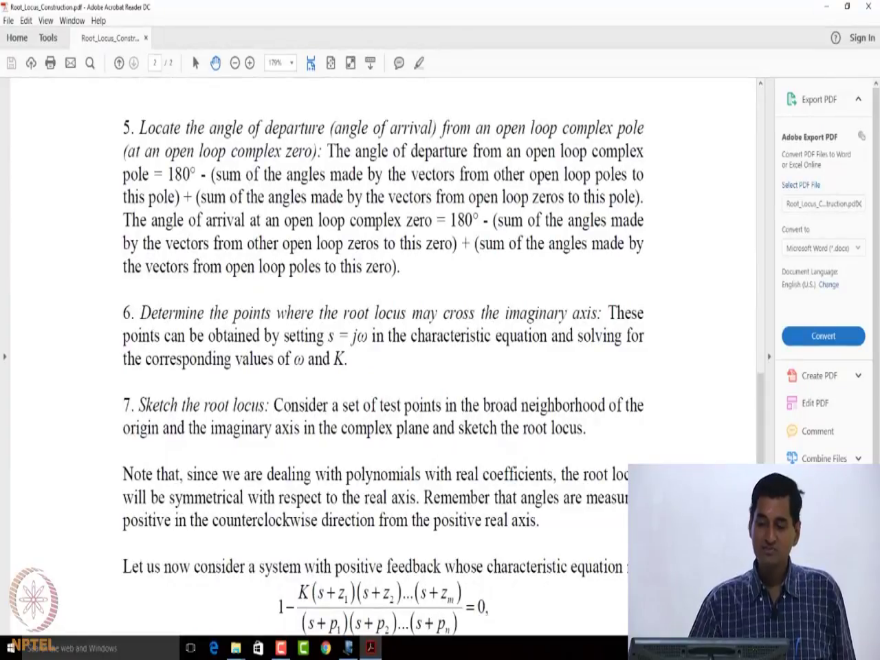 Root_Locus_Construction.pdf - Adobe Acrobat Reader DC
File Edit View Window Help
Home Tools Root_Locus_Constr... × Sign In
2 / 2 179%
5. Locate the angle of departure (angle of arrival) from an open loop complex pole
(at an open loop complex zero): The angle of departure from an open loop complex
pole = 180° - (sum of the angles made by the vectors from other open loop poles to
this pole) + (sum of the angles made by the vectors from open loop zeros to this pole).
The angle of arrival at an open loop complex zero = 180° - (sum of the angles made
by the vectors from other open loop zeros to this zero) + (sum of the angles made by
the vectors from open loop poles to this zero).
6. Determine the points where the root locus may cross the imaginary axis: These
points can be obtained by setting s = jω in the characteristic equation and solving for
the corresponding values of ω and K.
7. Sketch the root locus: Consider a set of test points in the broad neighborhood of the
origin and the imaginary axis in the complex plane and sketch the root locus.
Note that, since we are dealing with polynomials with real coefficients, the root loc
will be symmetrical with respect to the real axis. Remember that angles are measur
positive in the counterclockwise direction from the positive real axis.
Let us now consider a system with positive feedback whose characteristic equation
1 - K(s+z₁)(s+z₂)...(s+zₘ) / (s+p₁)(s+p₂)...(s+pₙ) = 0,
Export PDF
Adobe Export PDF
Convert PDF Files to Word
or Excel Online
Select PDF File
Root_Locus_C...truction.pdf
Convert to
Microsoft Word (*.docx)
Document Language:
English (U.S.) Change
Convert
Create PDF
Edit PDF
Comment
Combine Files
NPTEL
web and Windows